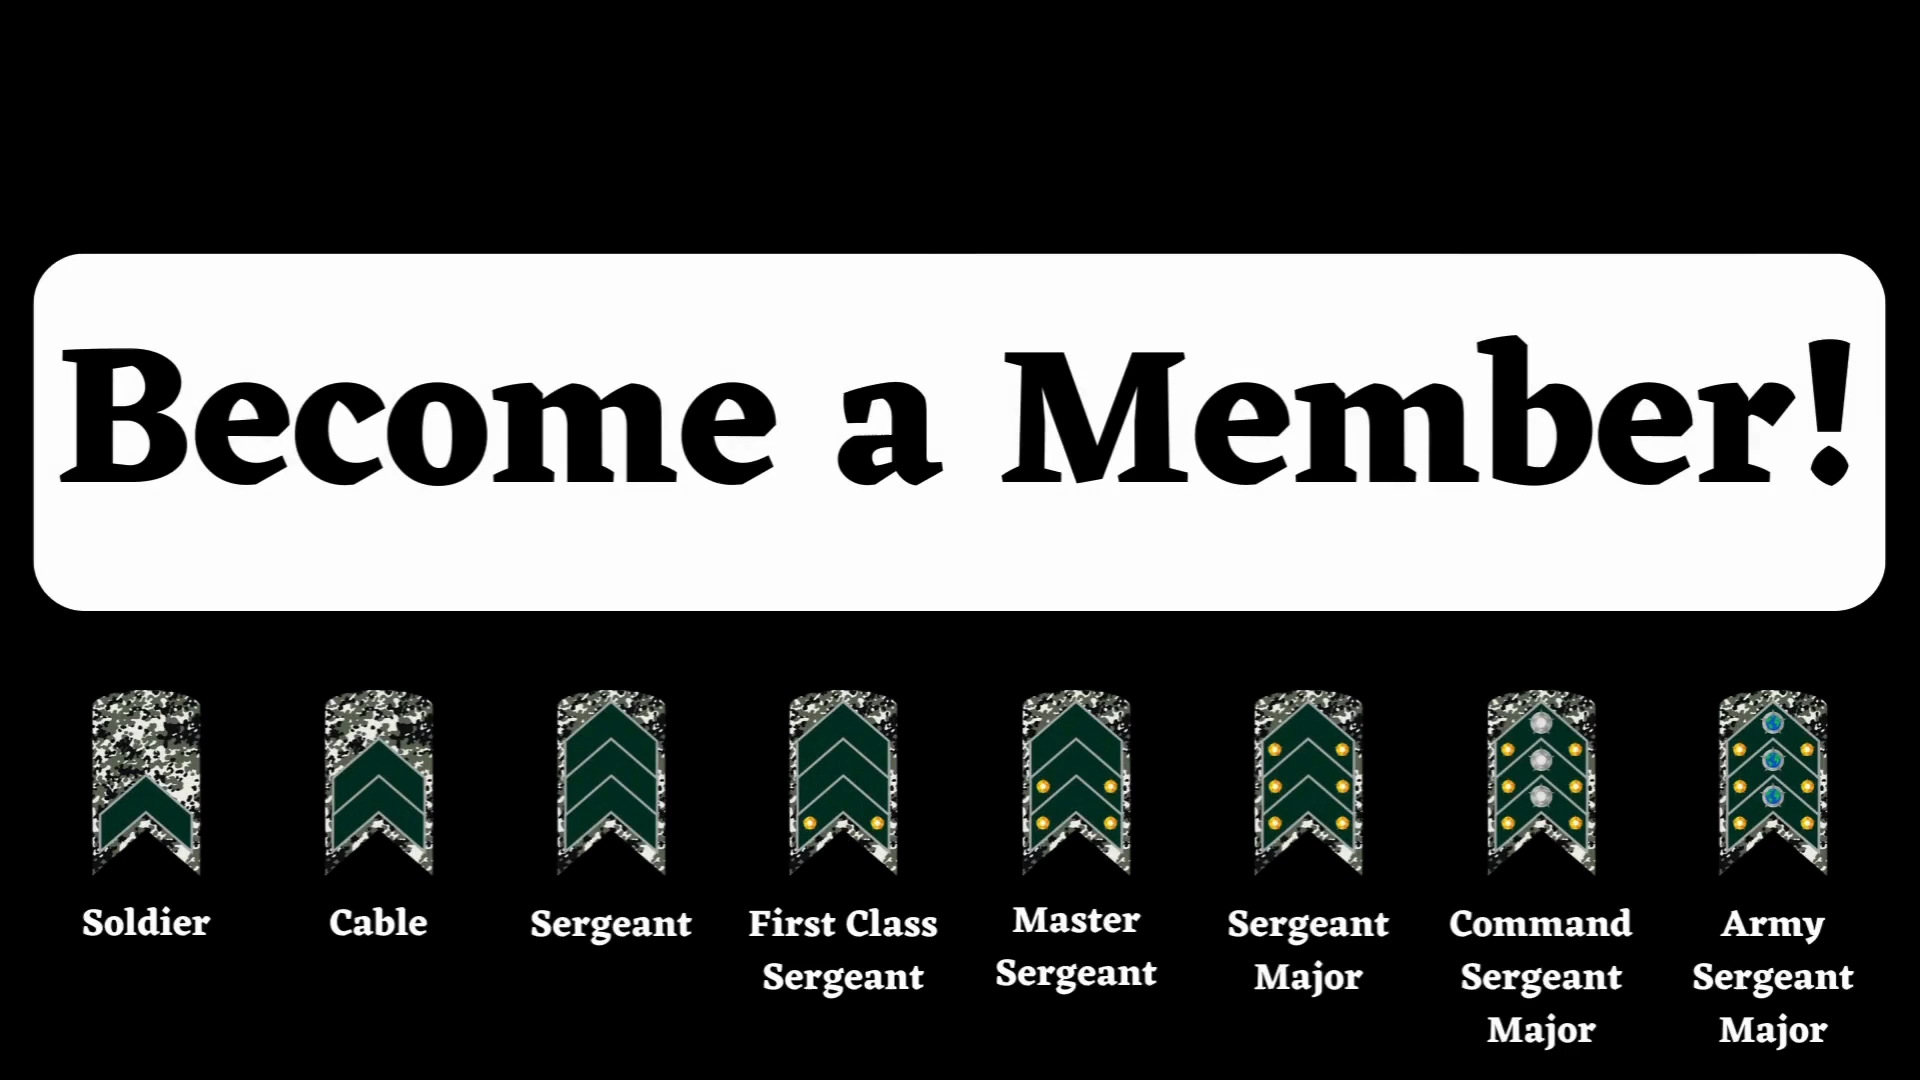 Become a Member!
Soldier
Cable
Sergeant
First Class
Sergeant
Master
Sergeant
Sergeant
Major
Command
Sergeant
Major
Army
Sergeant
Major